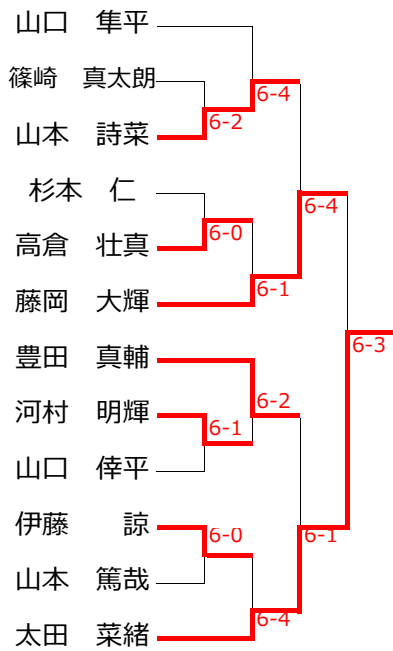 山口　隼平
篠崎　真太朗
6-4
6-2
山本　詩菜
杉本　仁
6-4
6-0
高倉　壮真
6-1
藤岡　大輝
6-3
豊田　真輔
6-2
河村　明輝
6-1
山口　倖平
伊藤　　諒
6-0
6-1
山本　篤哉
6-4
太田　菜緒